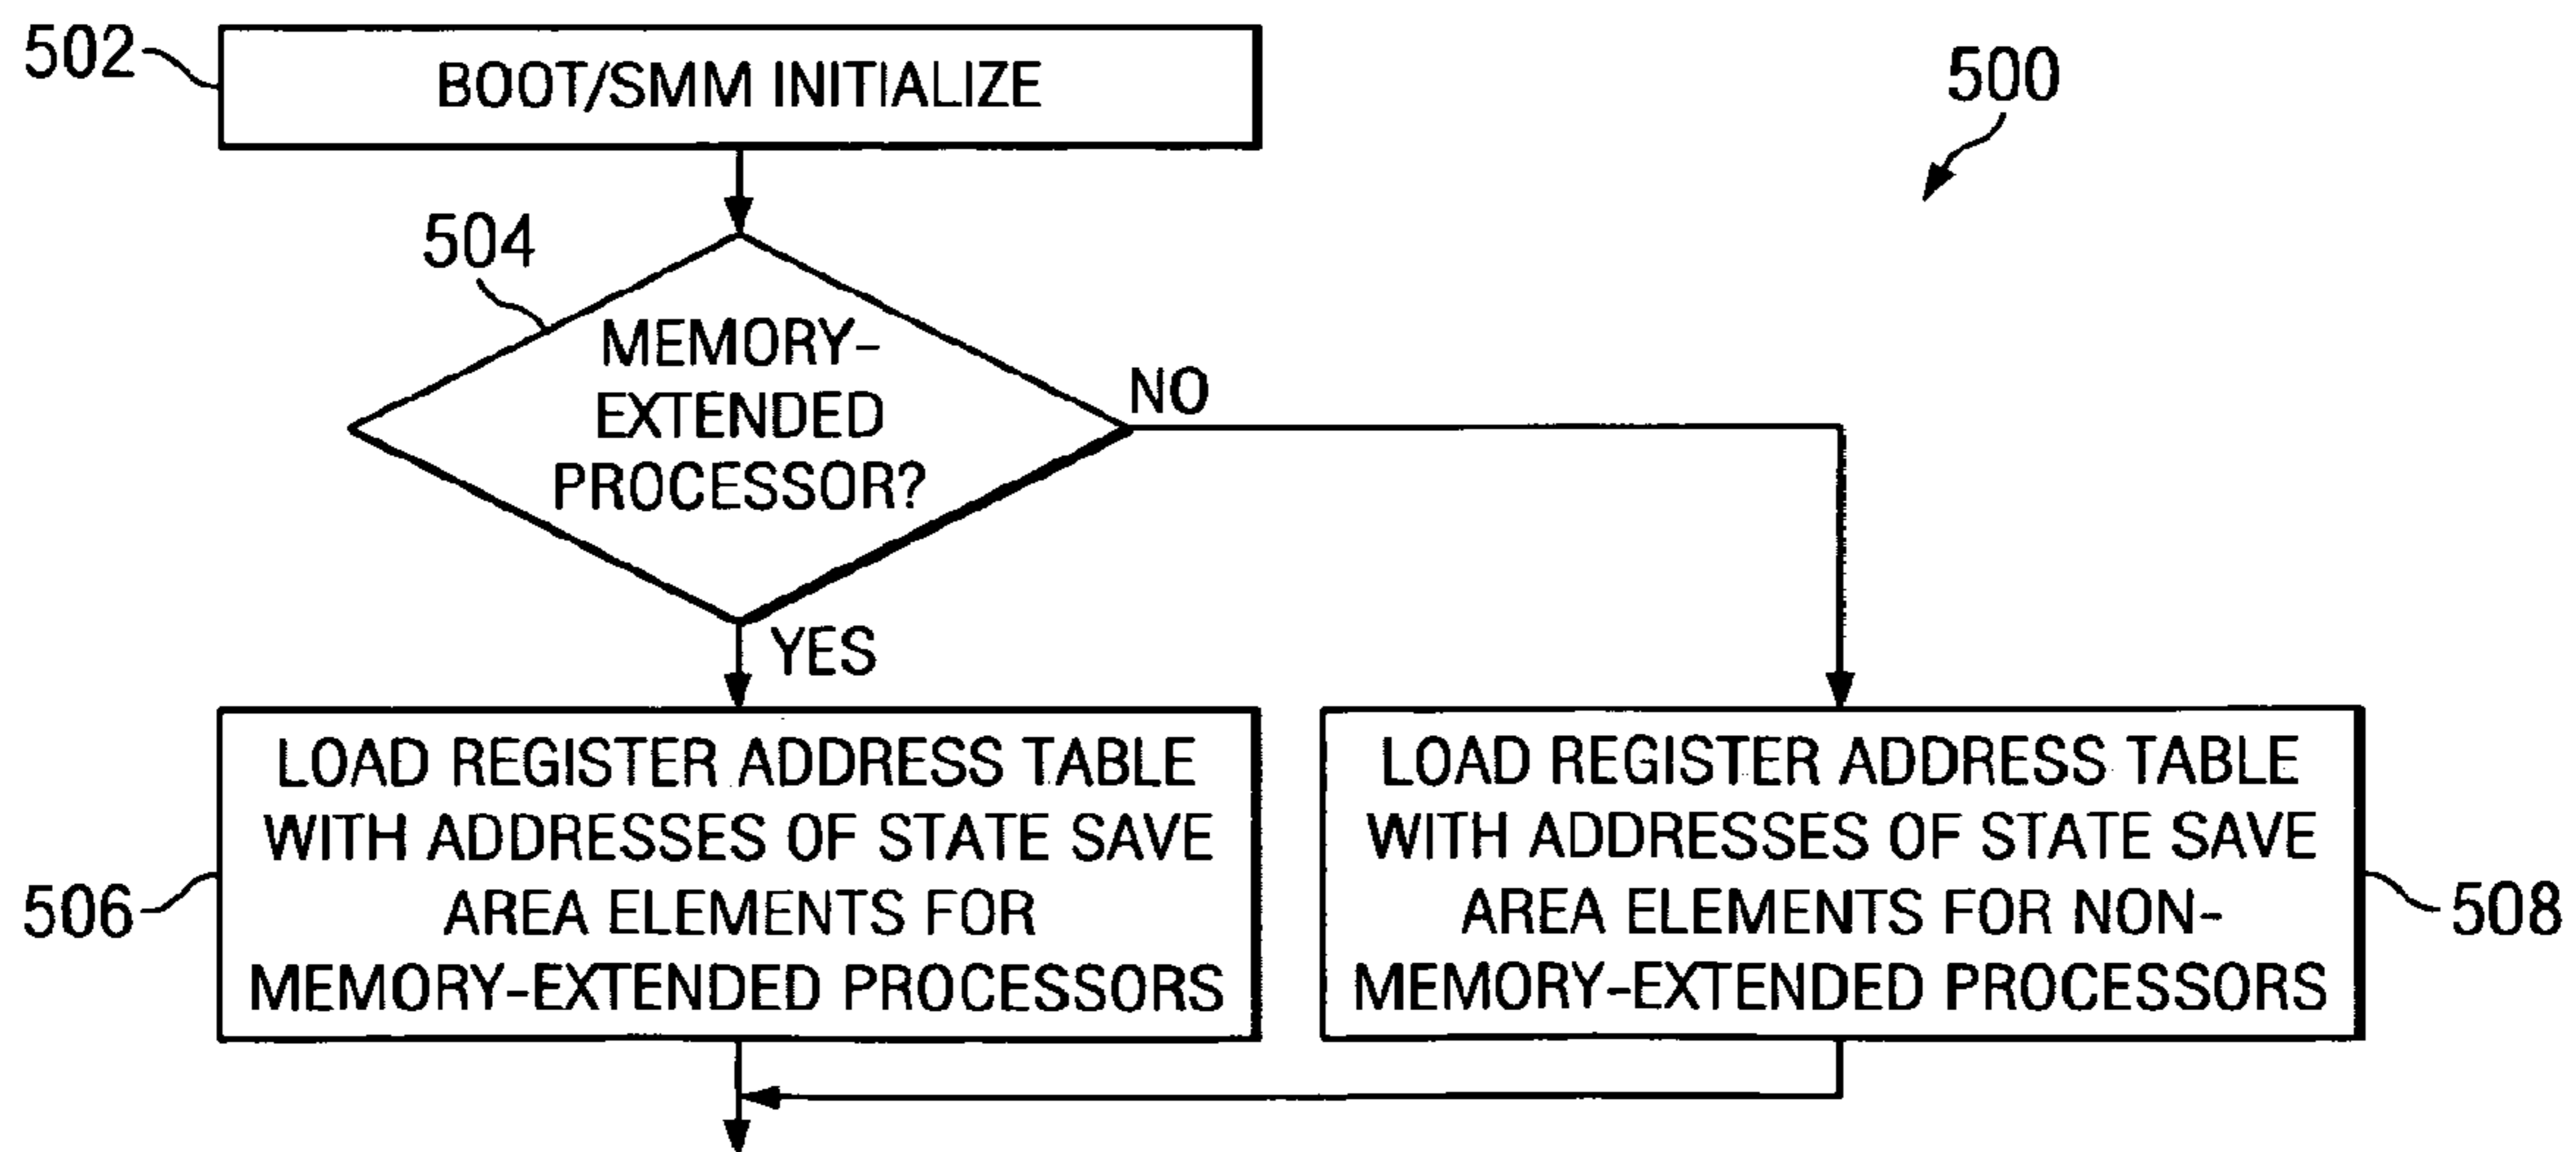 502
BOOT/SMM INITIALIZE
500
504
MEMORY-
EXTENDED
PROCESSOR?
NO
YES
506
LOAD REGISTER ADDRESS TABLE
WITH ADDRESSES OF STATE SAVE
AREA ELEMENTS FOR
MEMORY-EXTENDED PROCESSORS
LOAD REGISTER ADDRESS TABLE
WITH ADDRESSES OF STATE SAVE
AREA ELEMENTS FOR NON-
MEMORY-EXTENDED PROCESSORS
508